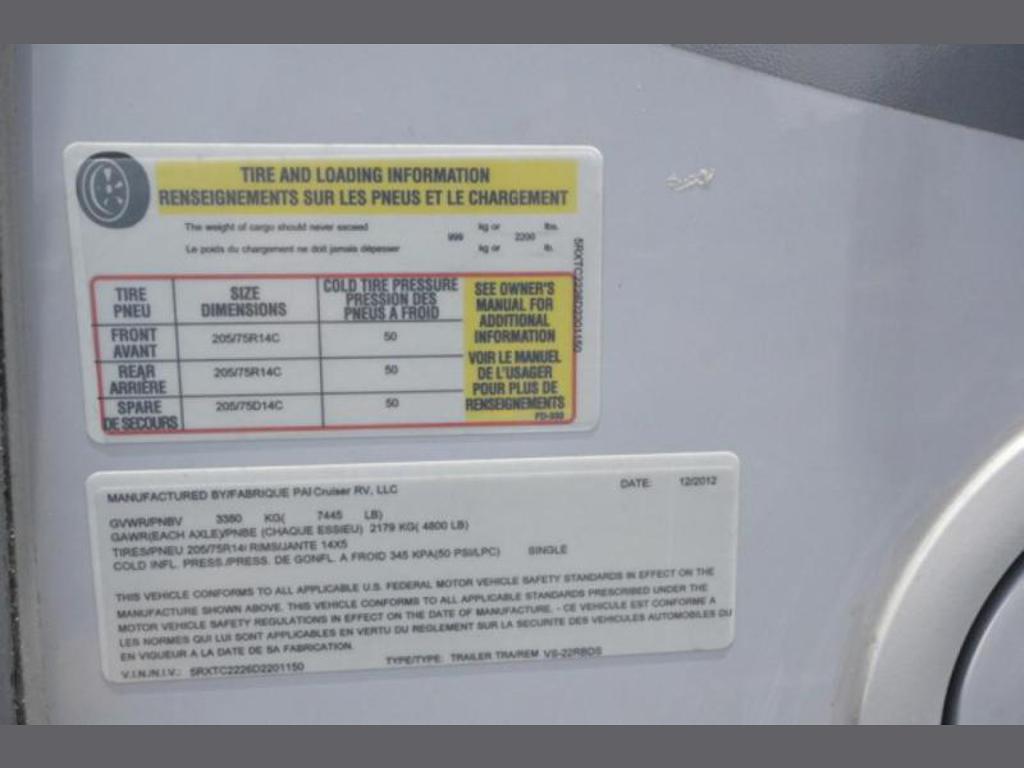 TIRE AND LOADING INFORMATION
RENSEIGNEMENTS SUR LES PNEUS ET LE CHARGEMENT
The weight of cargo should never exceed 999 kg or 2200 lbs.
Le poids du chargement ne doit jamais dépasser kg or lb.
TIRE PNEU
SIZE DIMENSIONS
COLD TIRE PRESSURE PRESSION DES PNEUS A FROID
SEE OWNER'S MANUAL FOR ADDITIONAL INFORMATION
VOIR LE MANUEL DE L'USAGER POUR PLUS DE RENSEIGNEMENTS
FRONT AVANT 205/75R14C 50
REAR ARRIÈRE 205/75R14C 50
SPARE DE SECOURS 205/75D14C 50
MANUFACTURED BY/FABRIQUE PAI Cruiser RV, LLC DATE: 12/2012
GVWR/PNBV 3380 KG( 7445 LB)
GAWR(EACH AXLE)/PNBE (CHAQUE ESSIEU) 2179 KG( 4800 LB)
TIRES/PNEU 205/75R14/ RIMS/JANTE 14X5
COLD INFL. PRESS./PRESS. DE GONFL. A FROID 345 KPA(50 PSI/LPC) SINGLE
THIS VEHICLE CONFORMS TO ALL APPLICABLE U.S. FEDERAL MOTOR VEHICLE SAFETY STANDARDS IN EFFECT ON THE
MANUFACTURE SHOWN ABOVE. THIS VEHICLE CONFORMS TO ALL APPLICABLE STANDARDS PRESCRIBED UNDER THE
MOTOR VEHICLE SAFETY REGULATIONS IN EFFECT ON THE DATE OF MANUFACTURE. - CE VEHICULE EST CONFORME A
LES NORMES QUI LUI SONT APPLICABLES EN VERTU DU REGLEMENT SUR LA SECURITE DES VEHICULES AUTOMOBILES DU
EN VIGUEUR A LA DATE DE SA FABRICATION.
V.I.N./N.I.V.: 5RXTC2226D2201150 TYPE/TYPE: TRAILER TRA/REM VS-22RBDS